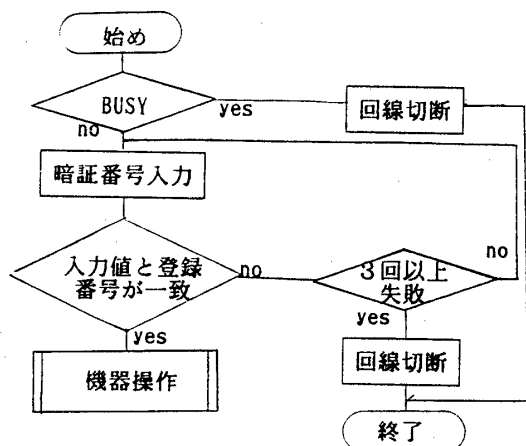 始め
BUSY
yes
no
回線切断
暗証番号入力
入力値と登録
番号が一致
no
3回以上
失敗
no
yes
yes
機器操作
回線切断
終了